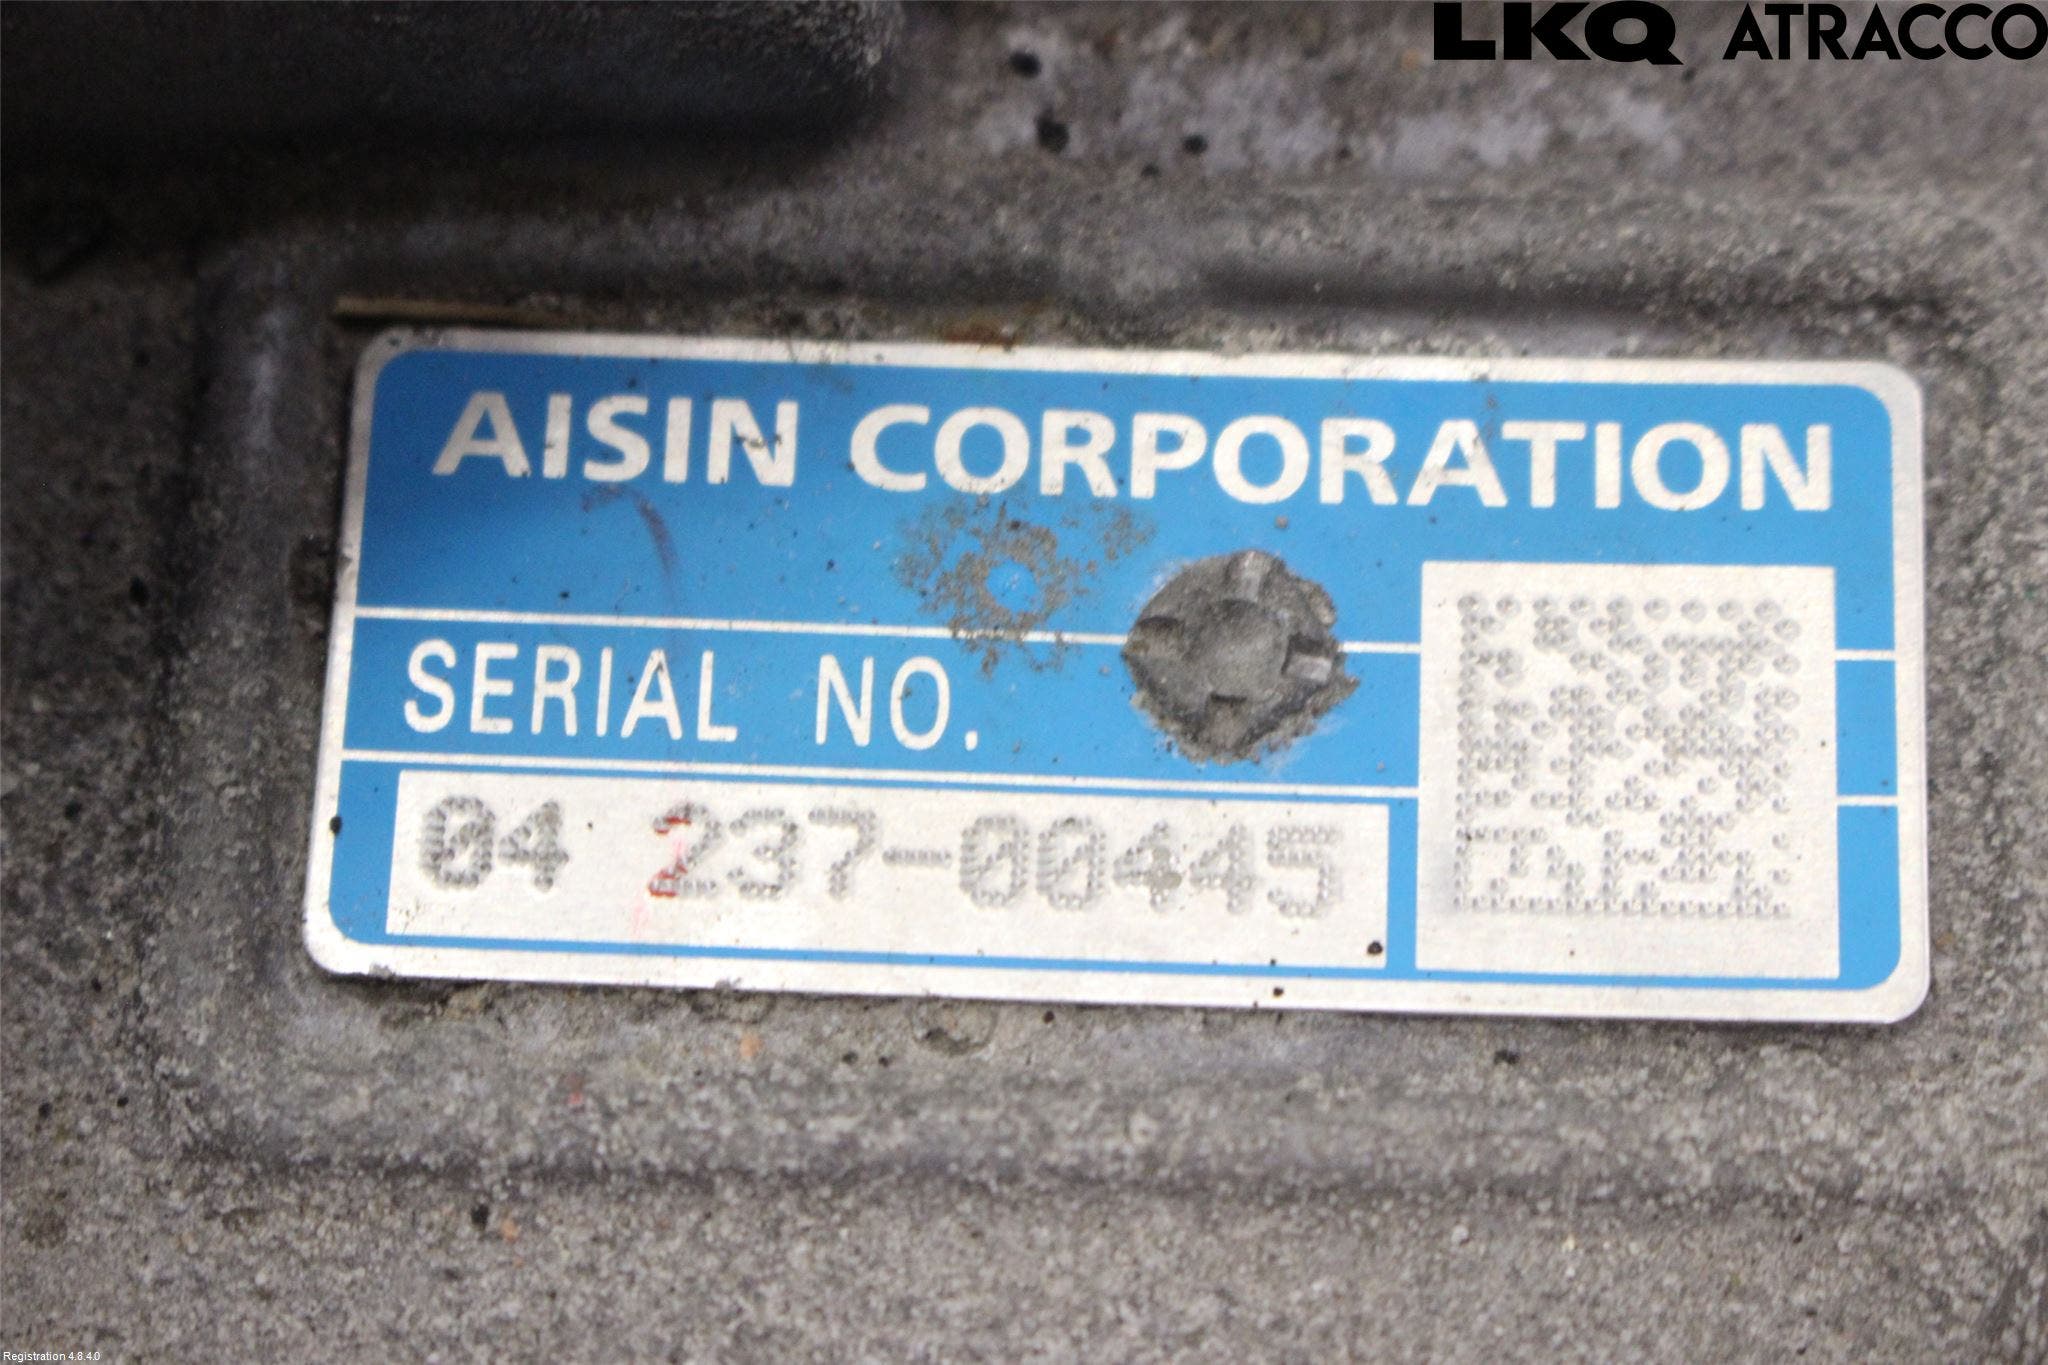 LKQ ATRACCO
AISIN CORPORATION
SERIAL NO.
04 237-00445
Registration 4.8.4.0